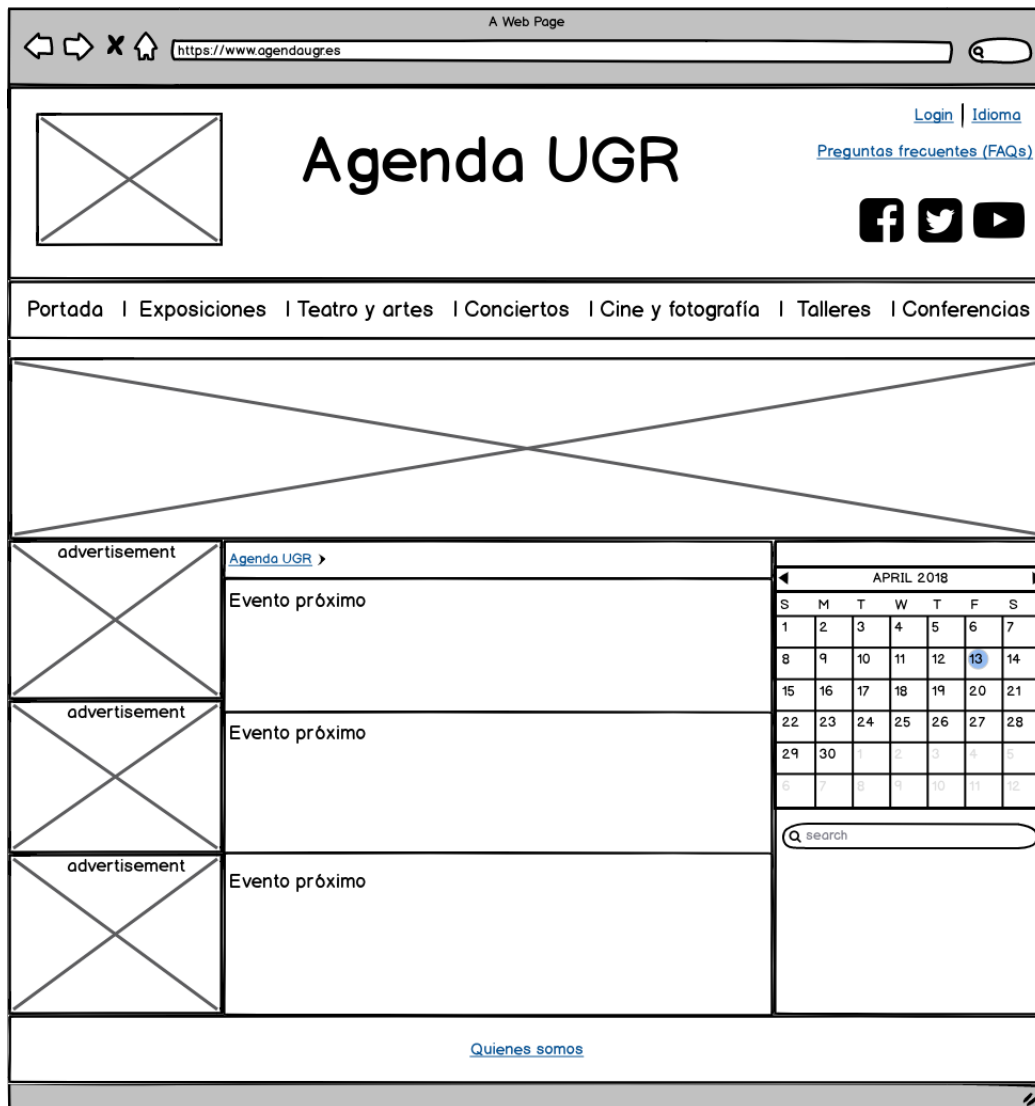 A Web Page
https://www.agendaugr.es
Login | Idioma
Agenda UGR
Preguntas frecuentes (FAQs)
Portada | Exposiciones | Teatro y artes | Conciertos | Cine y fotografía | Talleres | Conferencias
advertisement
Agenda UGR
Evento próximo
advertisement
Evento próximo
advertisement
Evento próximo
APRIL 2018
S M T W T F S
1 2 3 4 5 6 7
8 9 10 11 12 13 14
15 16 17 18 19 20 21
22 23 24 25 26 27 28
29 30 1 2 3 4 5
6 7 8 9 10 11 12
search
Quienes somos